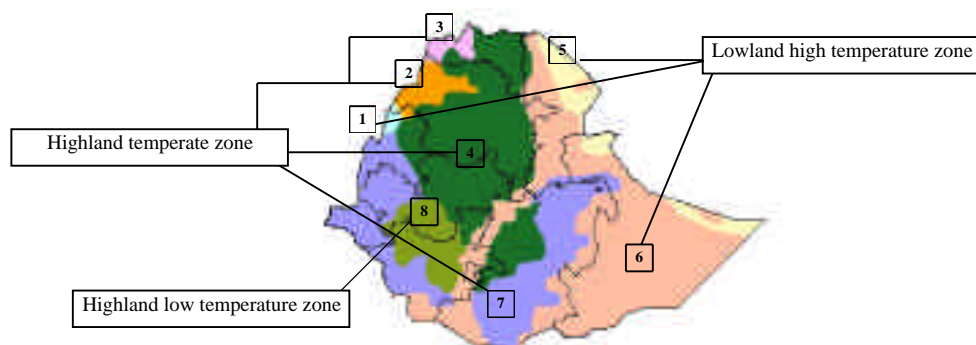 3
5
Lowland high temperature zone
2
1
Highland temperate zone
4
8
6
Highland low temperature zone
7